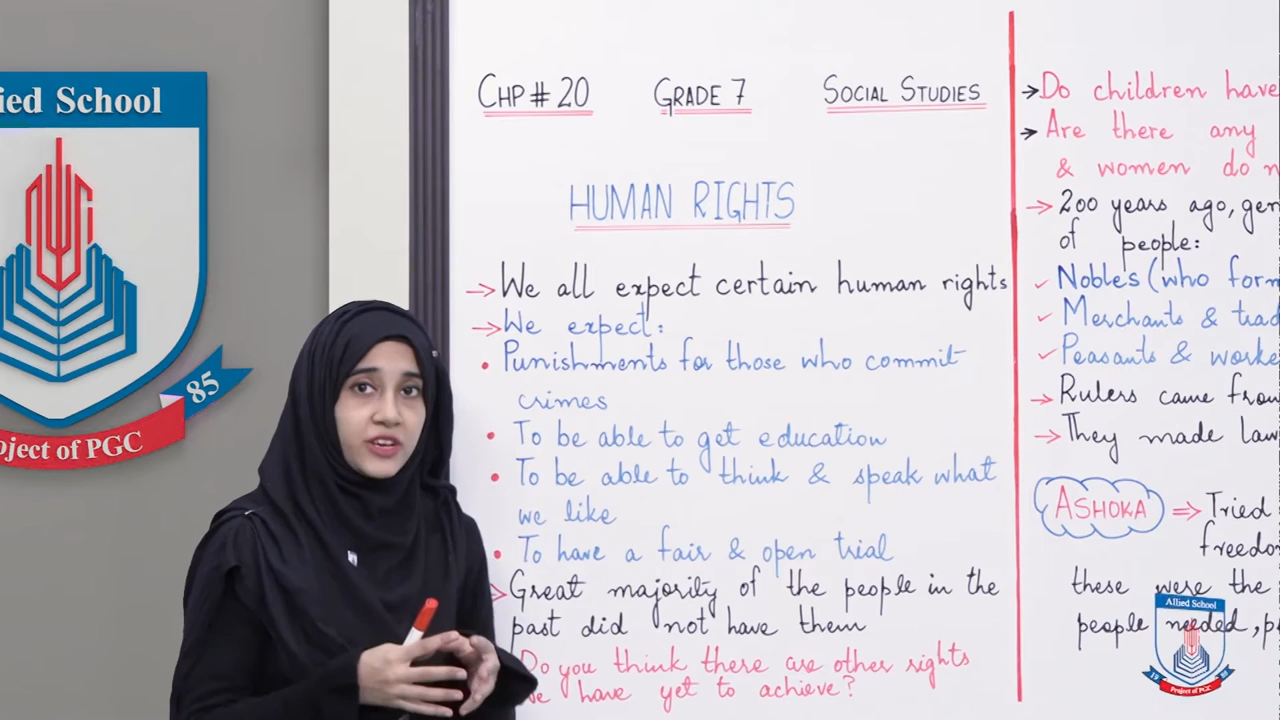 ied School
85
oject of PGC
CHP # 20 GRADE 7 SOCIAL STUDIES
HUMAN RIGHTS
→ We all expect certain human rights
→ We expect:
• Punishments for those who commit
crimes
• To be able to get education
• To be able to think & speak what
we like
• To have a fair & open trial
→ Great majority of the people in the
past did not have them
Do you think there are other rights
we have yet to achieve?
→ Do children have
→ Are there any
& women do n
→ 200 years ago, gen
of people:
✓ Nobles (who form
✓ Merchants & trad
✓ Peasants & worke
→ Rulers came from
→ They made law
ASHOKA ⇒ Tried
freedo
these were the
people needed, p
Allied School
19 85
Project of PGC